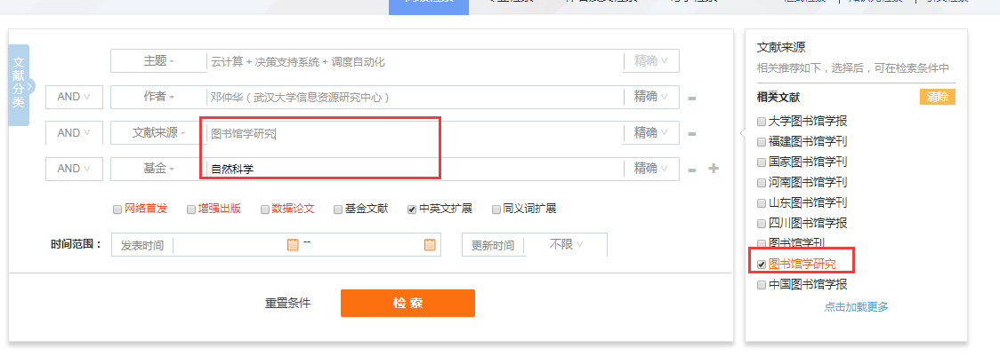 文献分类
主题 云计算 + 决策支持系统 + 调度自动化 精确
AND 作者 邓仲华（武汉大学信息资源研究中心） 精确
AND 文献来源 图书馆学研究 精确
AND 基金 自然科学 精确
网络首发 增强出版 数据论文 基金文献 中英文扩展 同义词扩展
时间范围： 发表时间 -- 更新时间 不限
重置条件 检索
文献来源
相关推荐如下，选择后，可在检索条件中
相关文献 清除
大学图书馆学报
福建图书馆学刊
国家图书馆学刊
河南图书馆学刊
山东图书馆学刊
四川图书馆学报
图书馆学刊
图书馆学研究
中国图书馆学报
点击加载更多